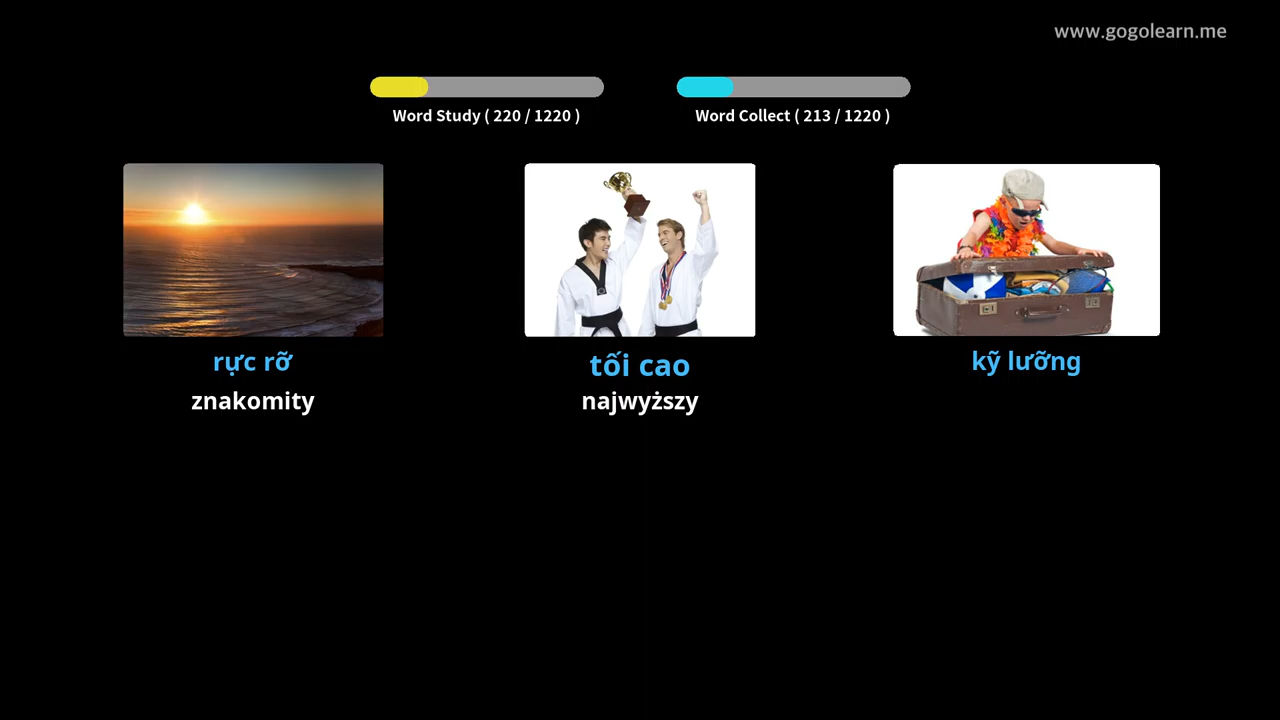 www.gogolearn.me
Word Study ( 220 / 1220 )
Word Collect ( 213 / 1220 )
rực rỡ
znakomity
tối cao
najwyższy
kỹ lưỡng